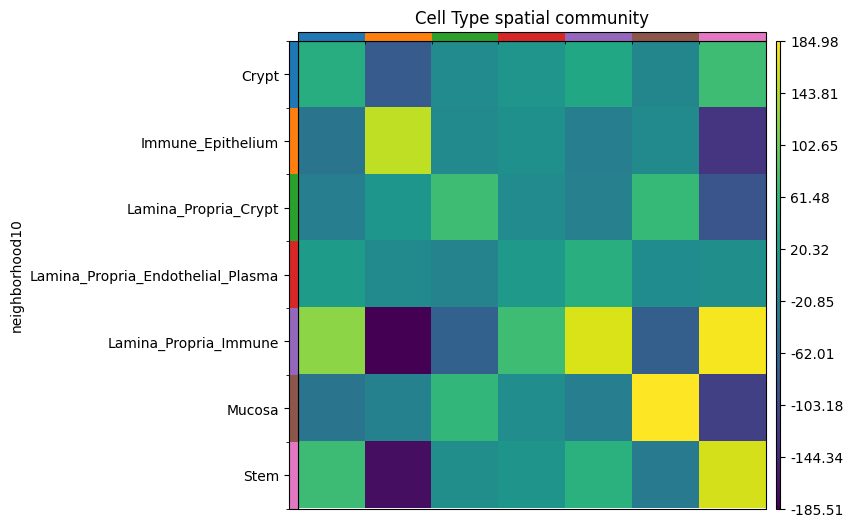 Cell Type spatial community
neighborhood10
Crypt
Immune_Epithelium
Lamina_Propria_Crypt
Lamina_Propria_Endothelial_Plasma
Lamina_Propria_Immune
Mucosa
Stem
184.98
143.81
102.65
61.48
20.32
-20.85
-62.01
-103.18
-144.34
-185.51